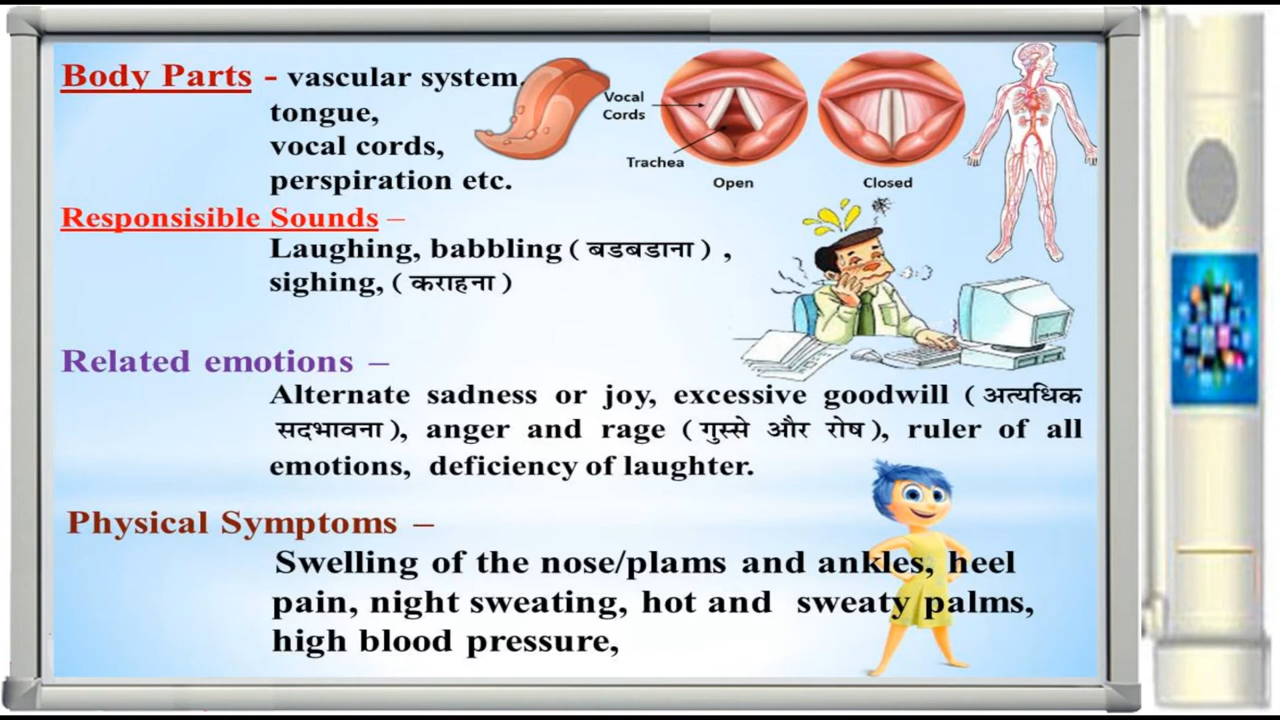 Body Parts - vascular system.
tongue,
vocal cords,
perspiration etc.
Vocal
Cords
Trachea
Open
Closed
Responsisible Sounds –
Laughing, babbling ( बडबडाना ) ,
sighing, ( कराहना )
Related emotions –
Alternate sadness or joy, excessive goodwill ( अत्यधिक
सदभावना ), anger and rage ( गुस्से और रोष ), ruler of all
emotions, deficiency of laughter.
Physical Symptoms –
Swelling of the nose/plams and ankles, heel
pain, night sweating, hot and sweaty palms,
high blood pressure,